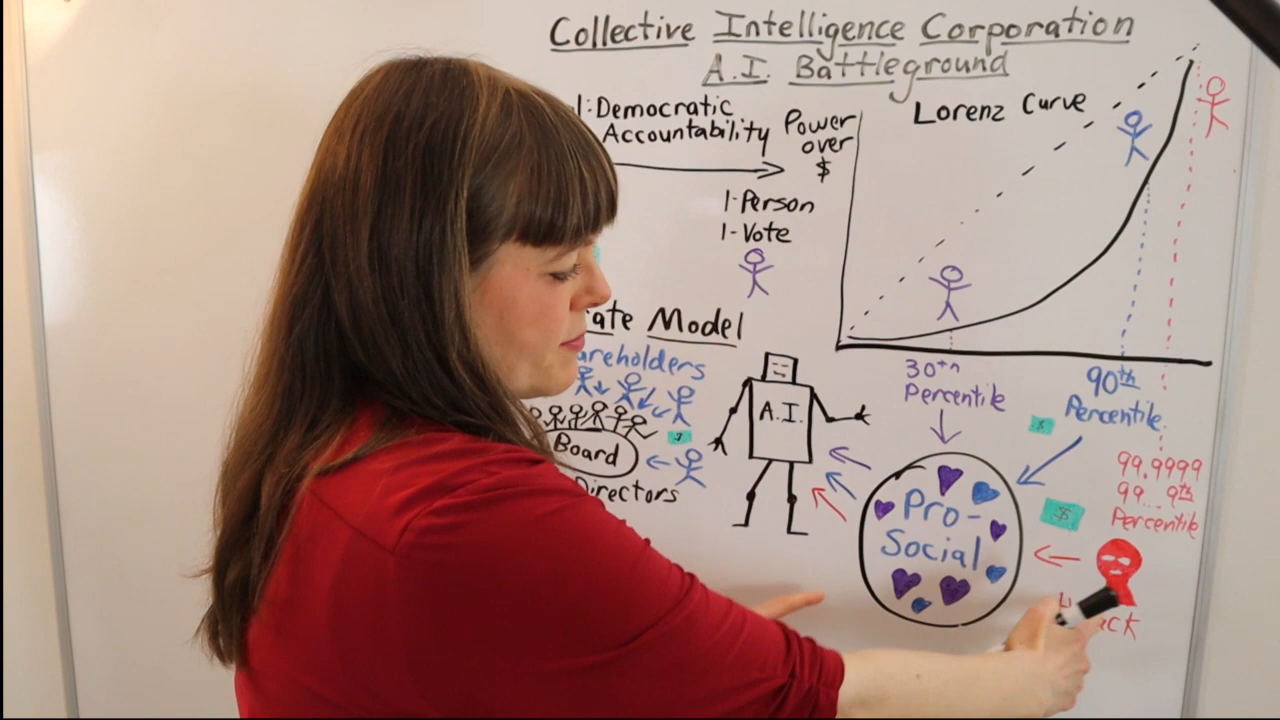 Collective Intelligence Corporation
A.I. Battleground
1: Democratic
Accountability
1-Person
1-Vote
Power
over
$
Lorenz Curve
30th
Percentile
90th
Percentile
99.9999
99... 9th
Percentile
ate Model
areholders
Board
Directors
$
A.I.
$
$
Pro-
Social
ck